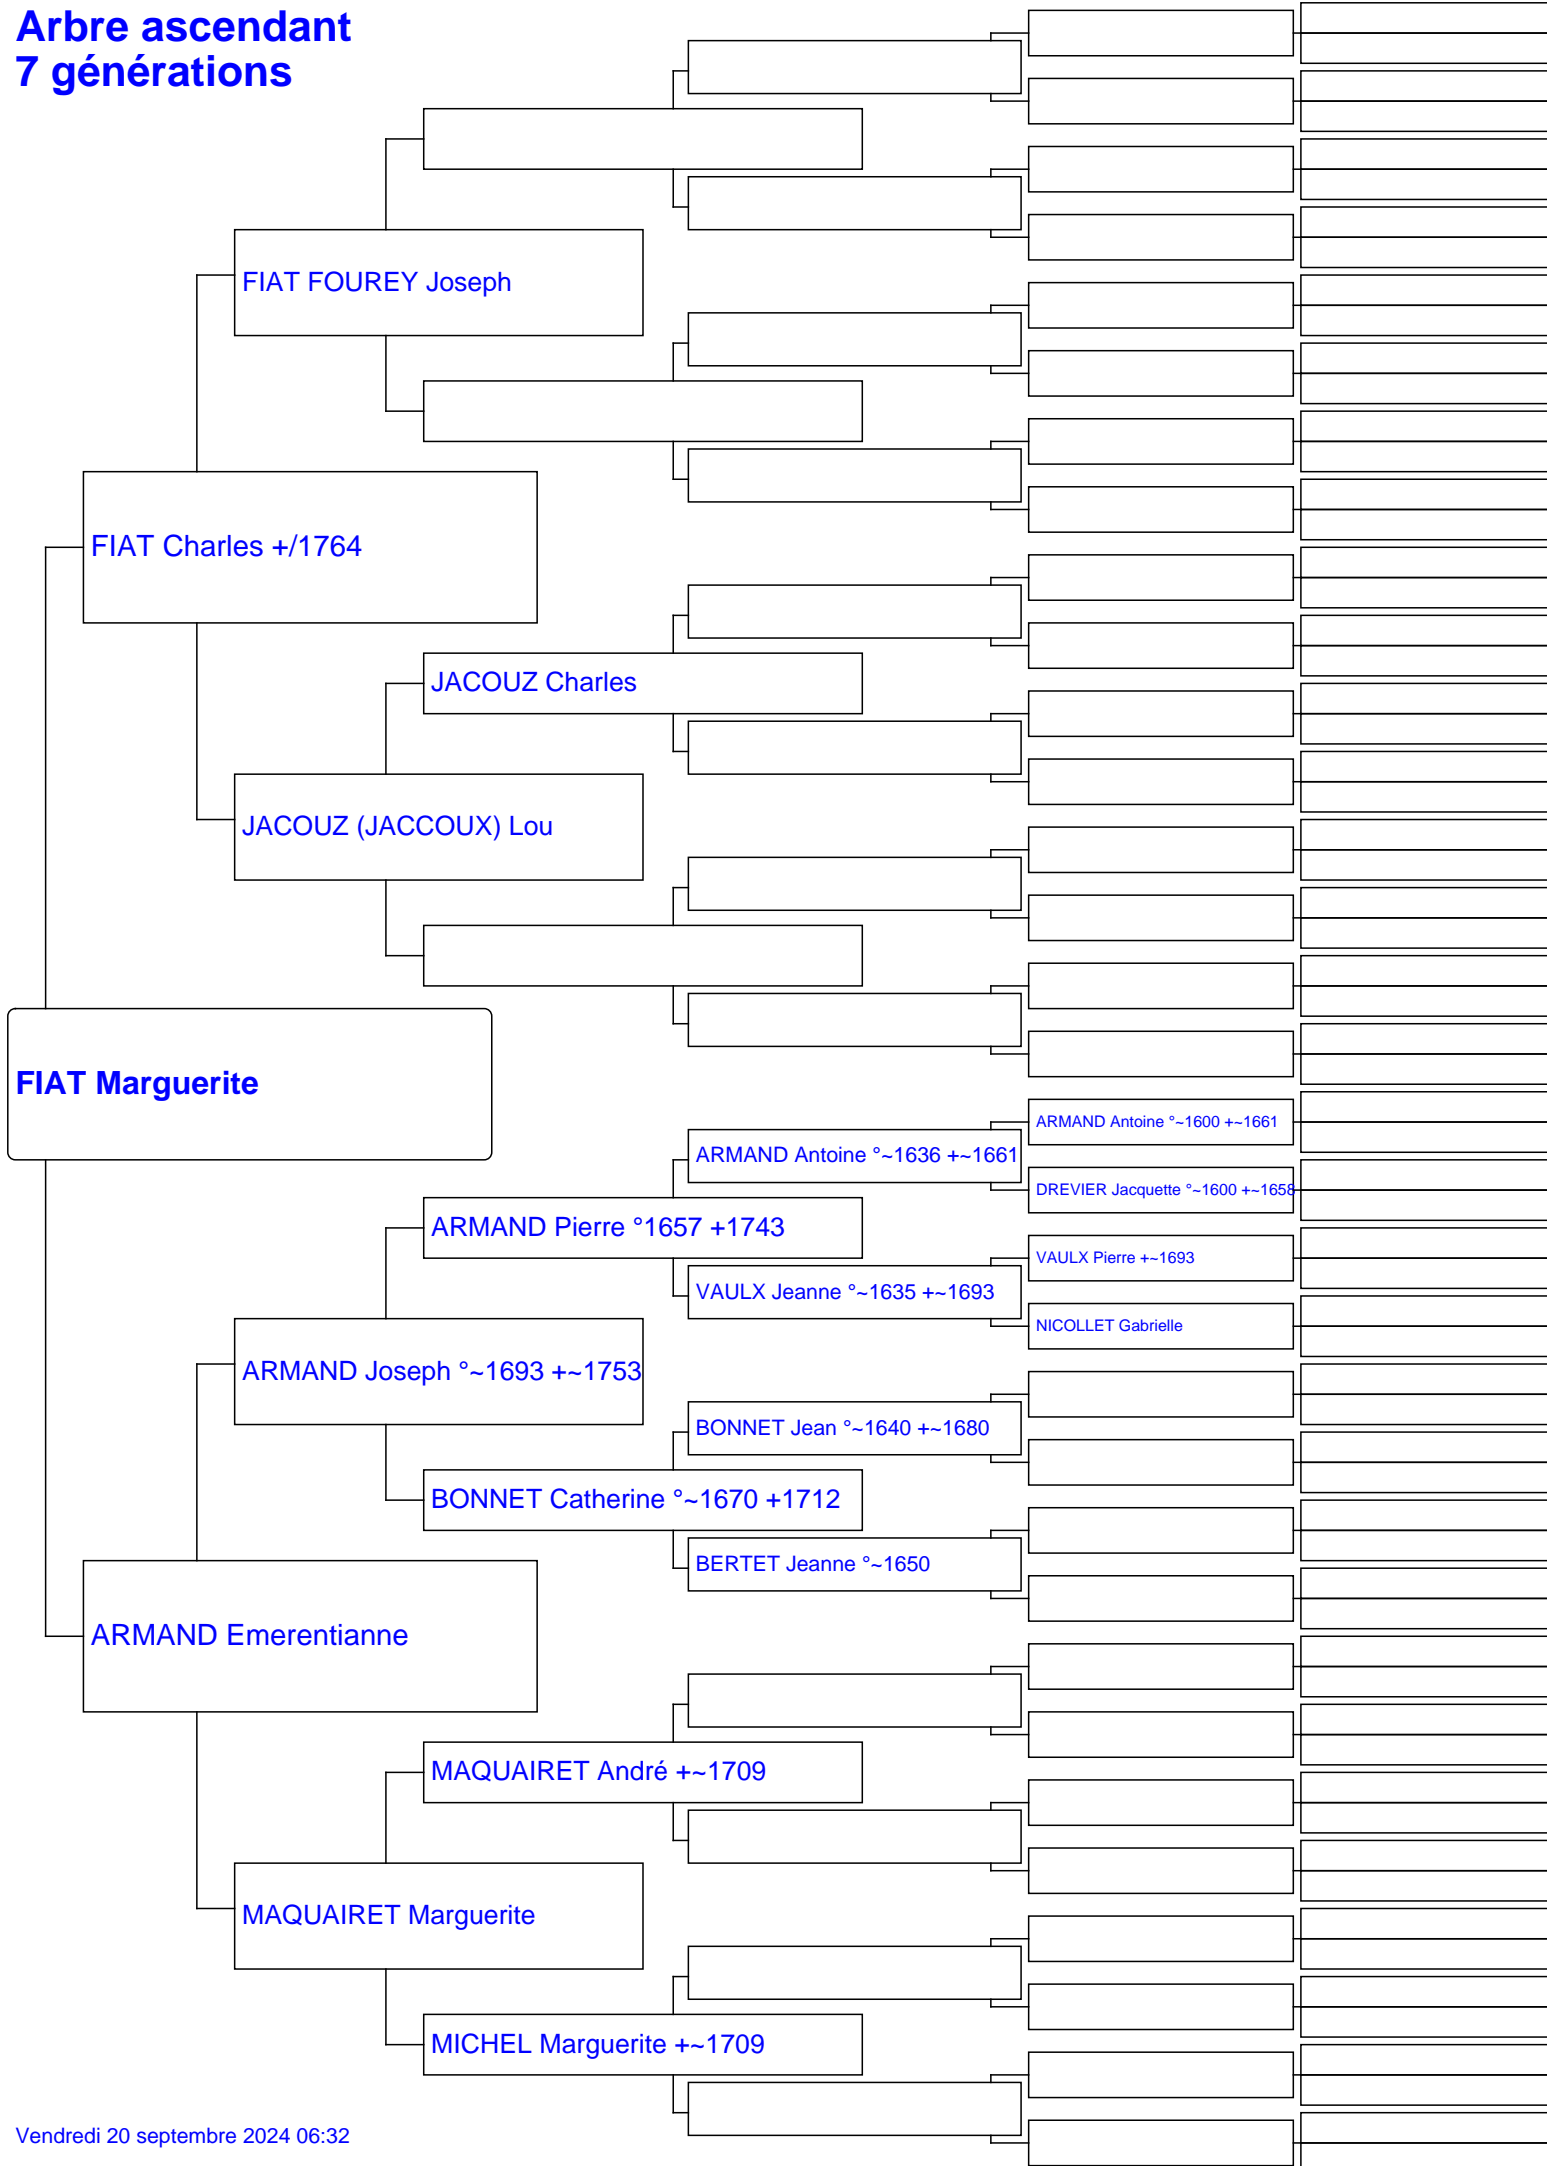 Arbre ascendant
7 générations
FIAT FOUREY Joseph
FIAT Charles +/1764
JACOUZ Charles
JACOUZ (JACCOUX) Lou
FIAT Marguerite
ARMAND Antoine °~1600 +~1661
ARMAND Antoine °~1636 +~1661
DREVIER Jacquette °~1600 +~1658
ARMAND Pierre °1657 +1743
VAULX Pierre +~1693
VAULX Jeanne °~1635 +~1693
NICOLLET Gabrielle
ARMAND Joseph °~1693 +~1753
BONNET Jean °~1640 +~1680
BONNET Catherine °~1670 +1712
BERTET Jeanne °~1650
ARMAND Emerentianne
MAQUAIRET André +~1709
MAQUAIRET Marguerite
MICHEL Marguerite +~1709
Vendredi 20 septembre 2024 06:32